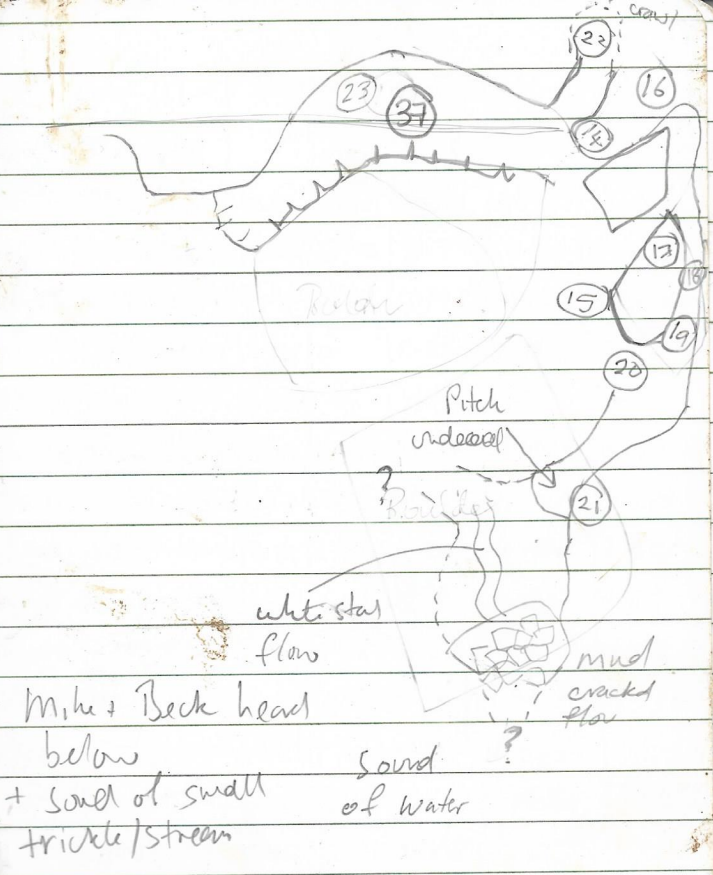 crawl
22
16
23
37
14
17
18
15
19
20
Pitch
?
21
white stal
flow
mud
cracked
flow
Mike + Beck heard
below
+ sound of small
trickle/stream
?
sound
of water